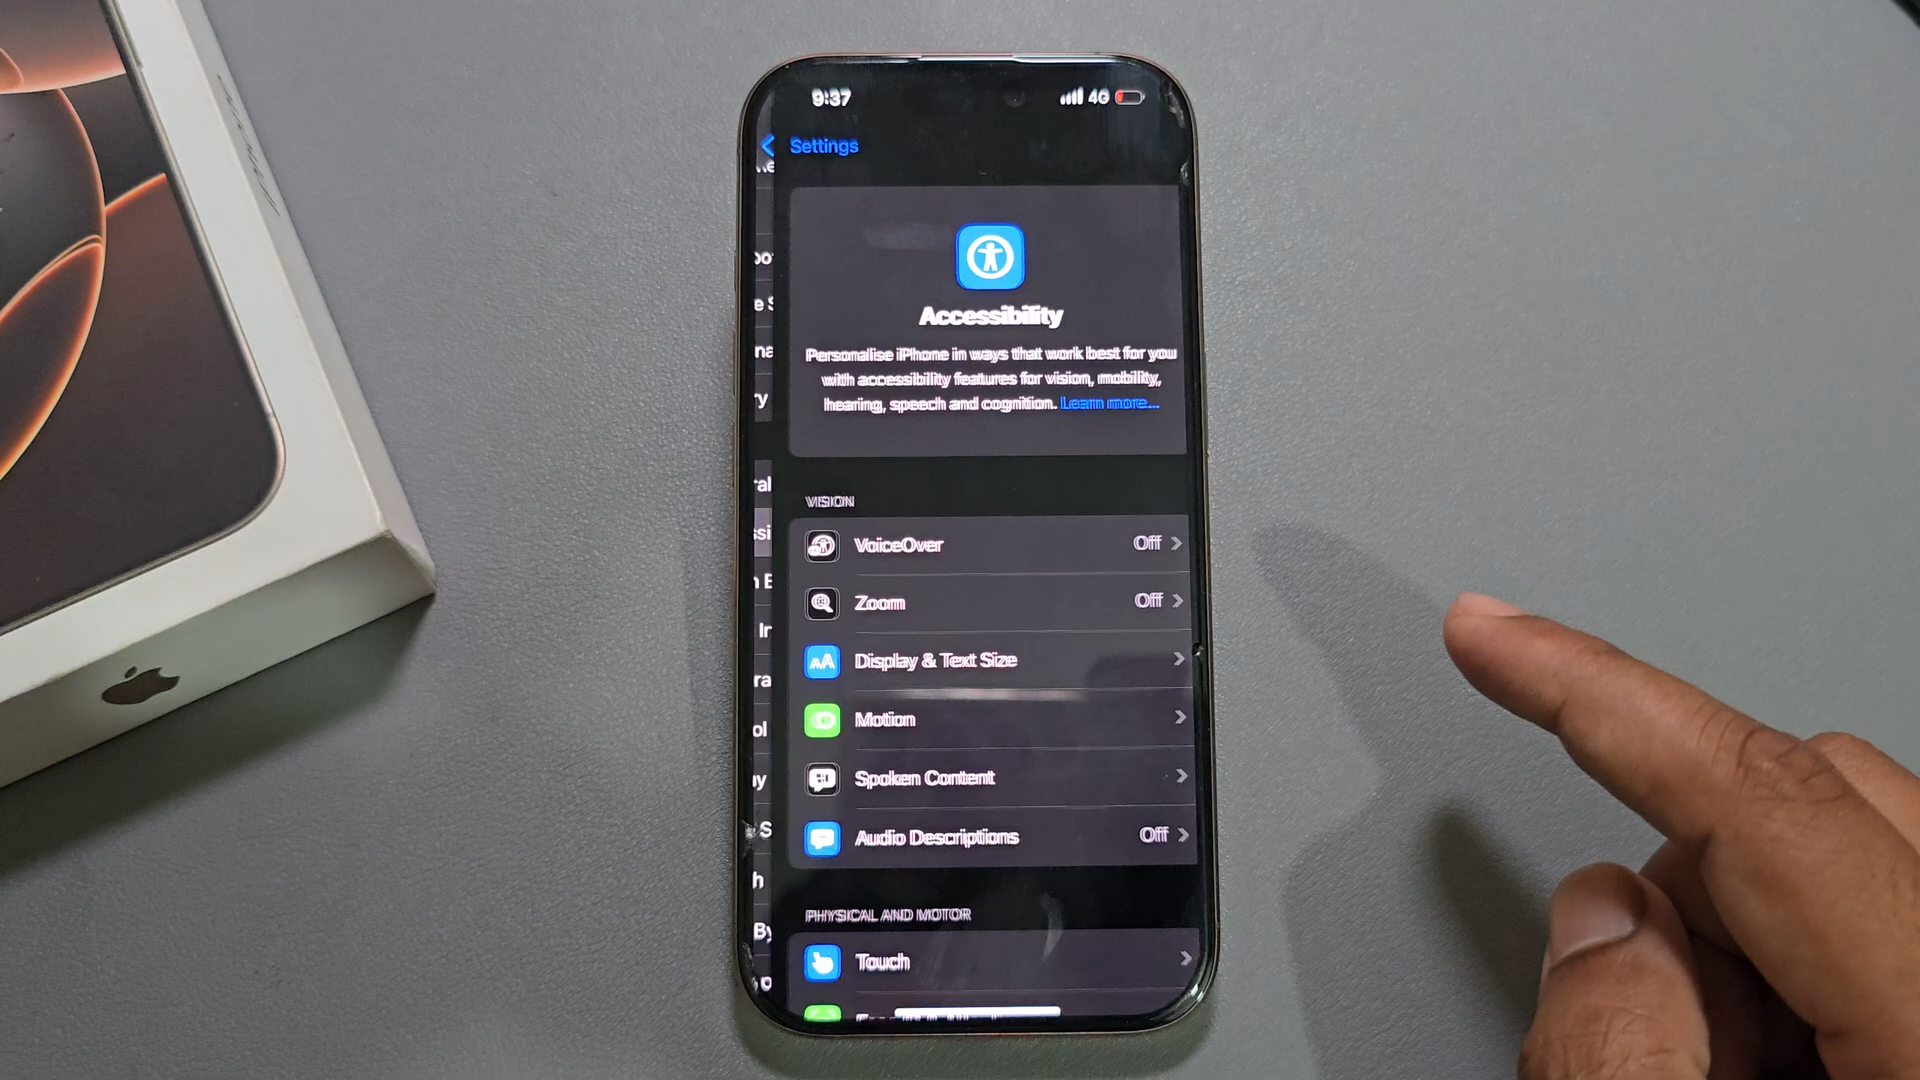 9:37
4G
Settings
Accessibility
Personalise iPhone in ways that work best for you
with accessibility features for vision, mobility,
hearing, speech and cognition. Learn more...
VISION
VoiceOver Off
Zoom Off
Display & Text Size
Motion
Spoken Content
Audio Descriptions Off
PHYSICAL AND MOTOR
Touch